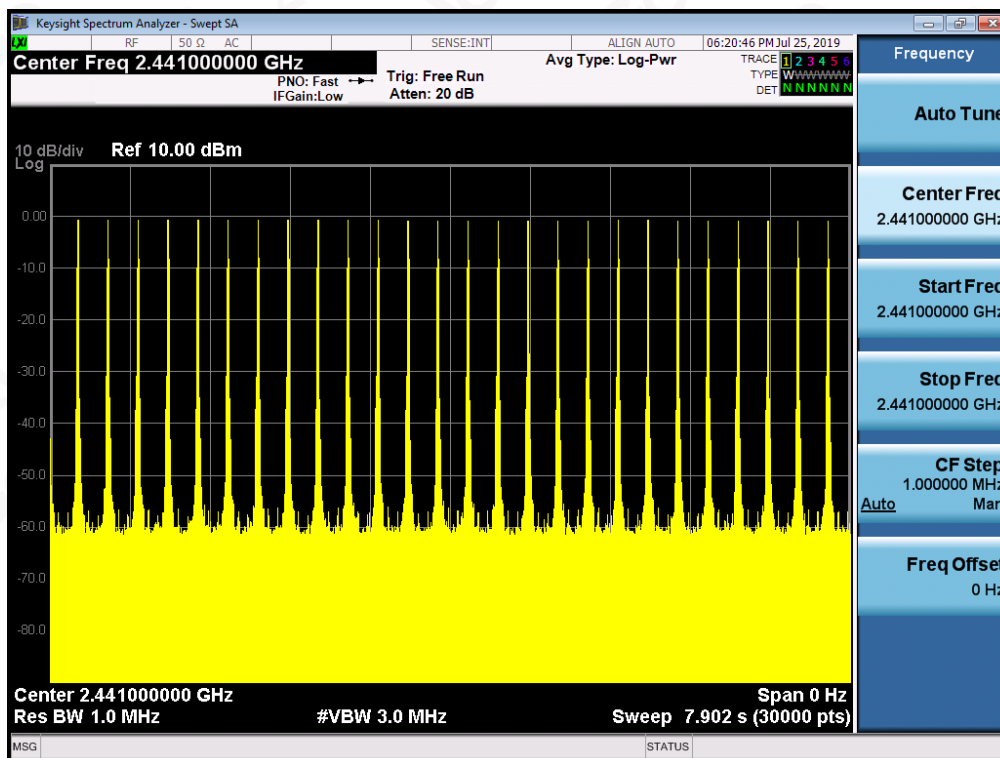 Keysight Spectrum Analyzer - Swept SA
LXI RF 50 Ω AC SENSE:INT ALIGN AUTO 06:20:46 PM Jul 25, 2019
Center Freq 2.441000000 GHz
PNO: Fast
IFGain:Low
Trig: Free Run
Atten: 20 dB
Avg Type: Log-Pwr
TRACE 1 2 3 4 5 6
TYPE WWWWWW
DET N N N N N N
10 dB/div Ref 10.00 dBm
Log
0.00
-10.0
-20.0
-30.0
-40.0
-50.0
-60.0
-70.0
-80.0
Center 2.441000000 GHz Span 0 Hz
Res BW 1.0 MHz #VBW 3.0 MHz Sweep 7.902 s (30000 pts)
MSG STATUS
Frequency
Auto Tune
Center Freq
2.441000000 GHz
Start Freq
2.441000000 GHz
Stop Freq
2.441000000 GHz
CF Step
1.000000 MHz
Auto Man
Freq Offset
0 Hz